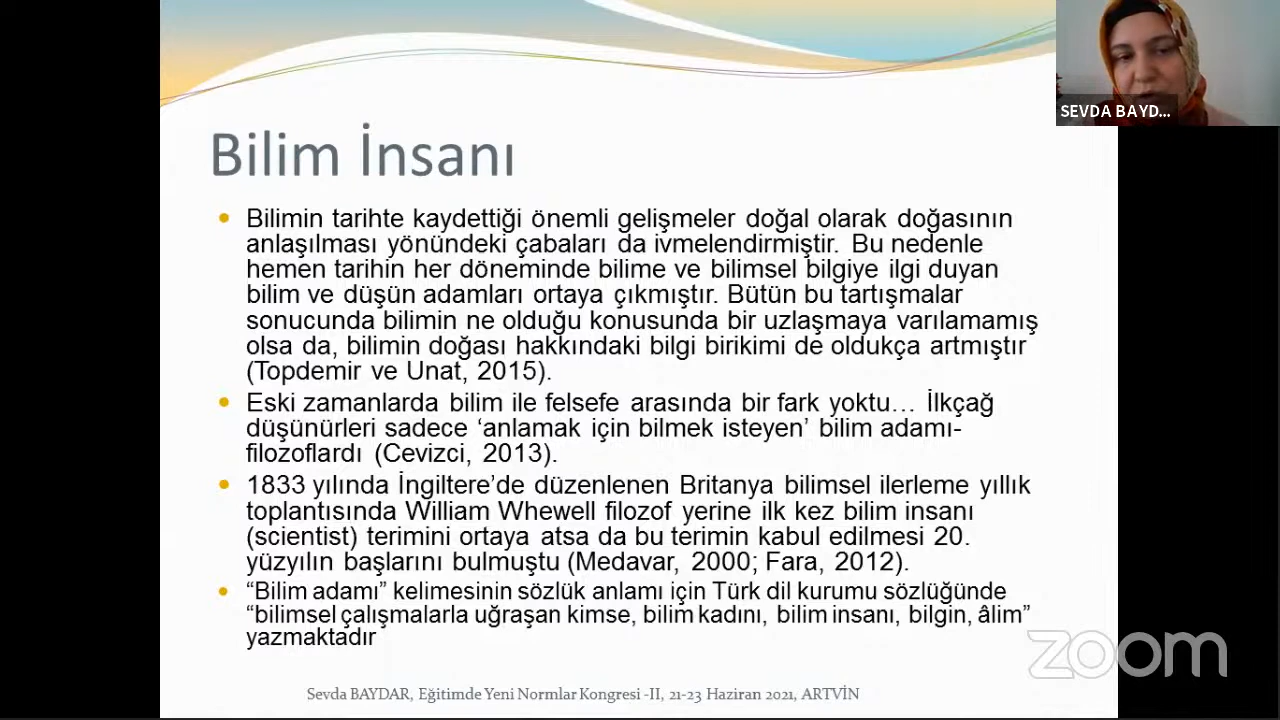 SEVDA BAYD...
Bilim İnsanı
• Bilimin tarihte kaydettiği önemli gelişmeler doğal olarak doğasının
anlaşılması yönündeki çabaları da ivmelendirmiştir. Bu nedenle
hemen tarihin her döneminde bilime ve bilimsel bilgiye ilgi duyan
bilim ve düşün adamları ortaya çıkmıştır. Bütün bu tartışmalar
sonucunda bilimin ne olduğu konusunda bir uzlaşmaya varılamamış
olsa da, bilimin doğası hakkındaki bilgi birikimi de oldukça artmıştır
(Topdemir ve Unat, 2015).
• Eski zamanlarda bilim ile felsefe arasında bir fark yoktu… İlkçağ
düşünürleri sadece ‘anlamak için bilmek isteyen’ bilim adamı-
filozoflardı (Cevizci, 2013).
• 1833 yılında İngiltere’de düzenlenen Britanya bilimsel ilerleme yıllık
toplantısında William Whewell filozof yerine ilk kez bilim insanı
(scientist) terimini ortaya atsa da bu terimin kabul edilmesi 20.
yüzyılın başlarını bulmuştu (Medavar, 2000; Fara, 2012).
• “Bilim adamı” kelimesinin sözlük anlamı için Türk dil kurumu sözlüğünde
“bilimsel çalışmalarla uğraşan kimse, bilim kadını, bilim insanı, bilgin, âlim”
yazmaktadır
zoom
Sevda BAYDAR, Eğitimde Yeni Normlar Kongresi -II, 21-23 Haziran 2021, ARTVİN